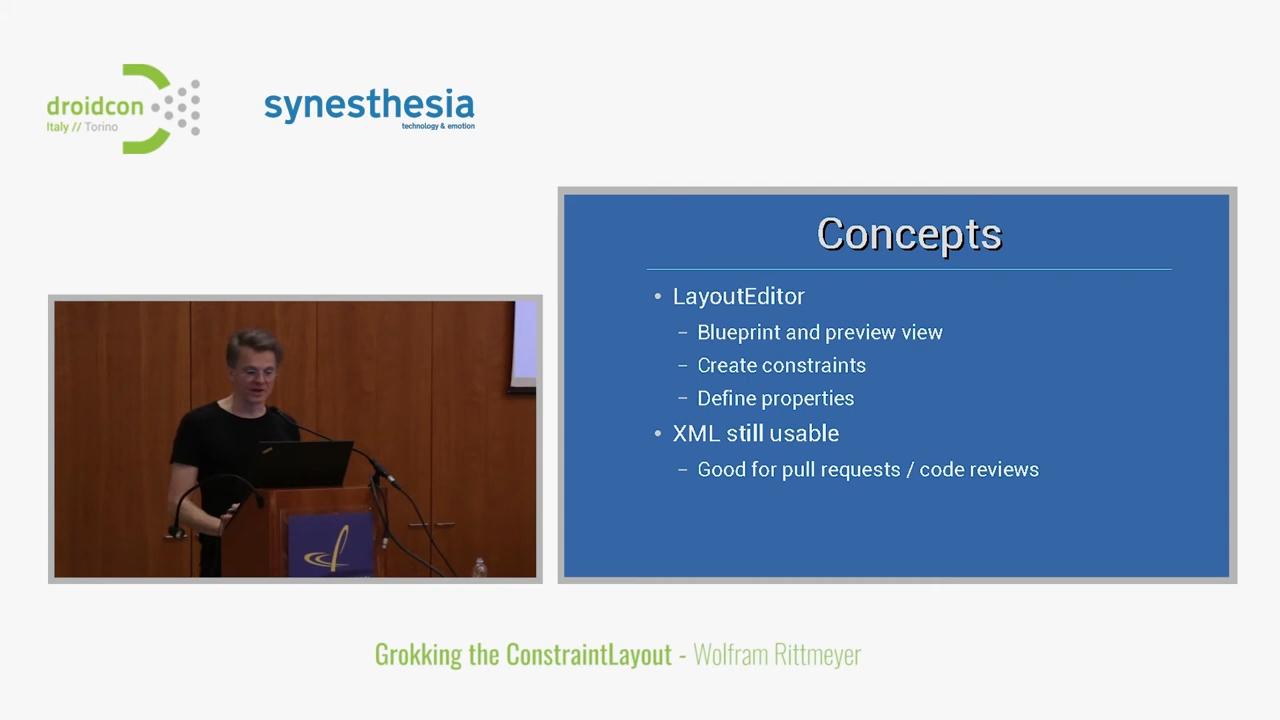 droidcon
Italy // Torino
synesthesia
technology & emotion
Concepts
• LayoutEditor
– Blueprint and preview view
– Create constraints
– Define properties
• XML still usable
– Good for pull requests / code reviews
Grokking the ConstraintLayout - Wolfram Rittmeyer